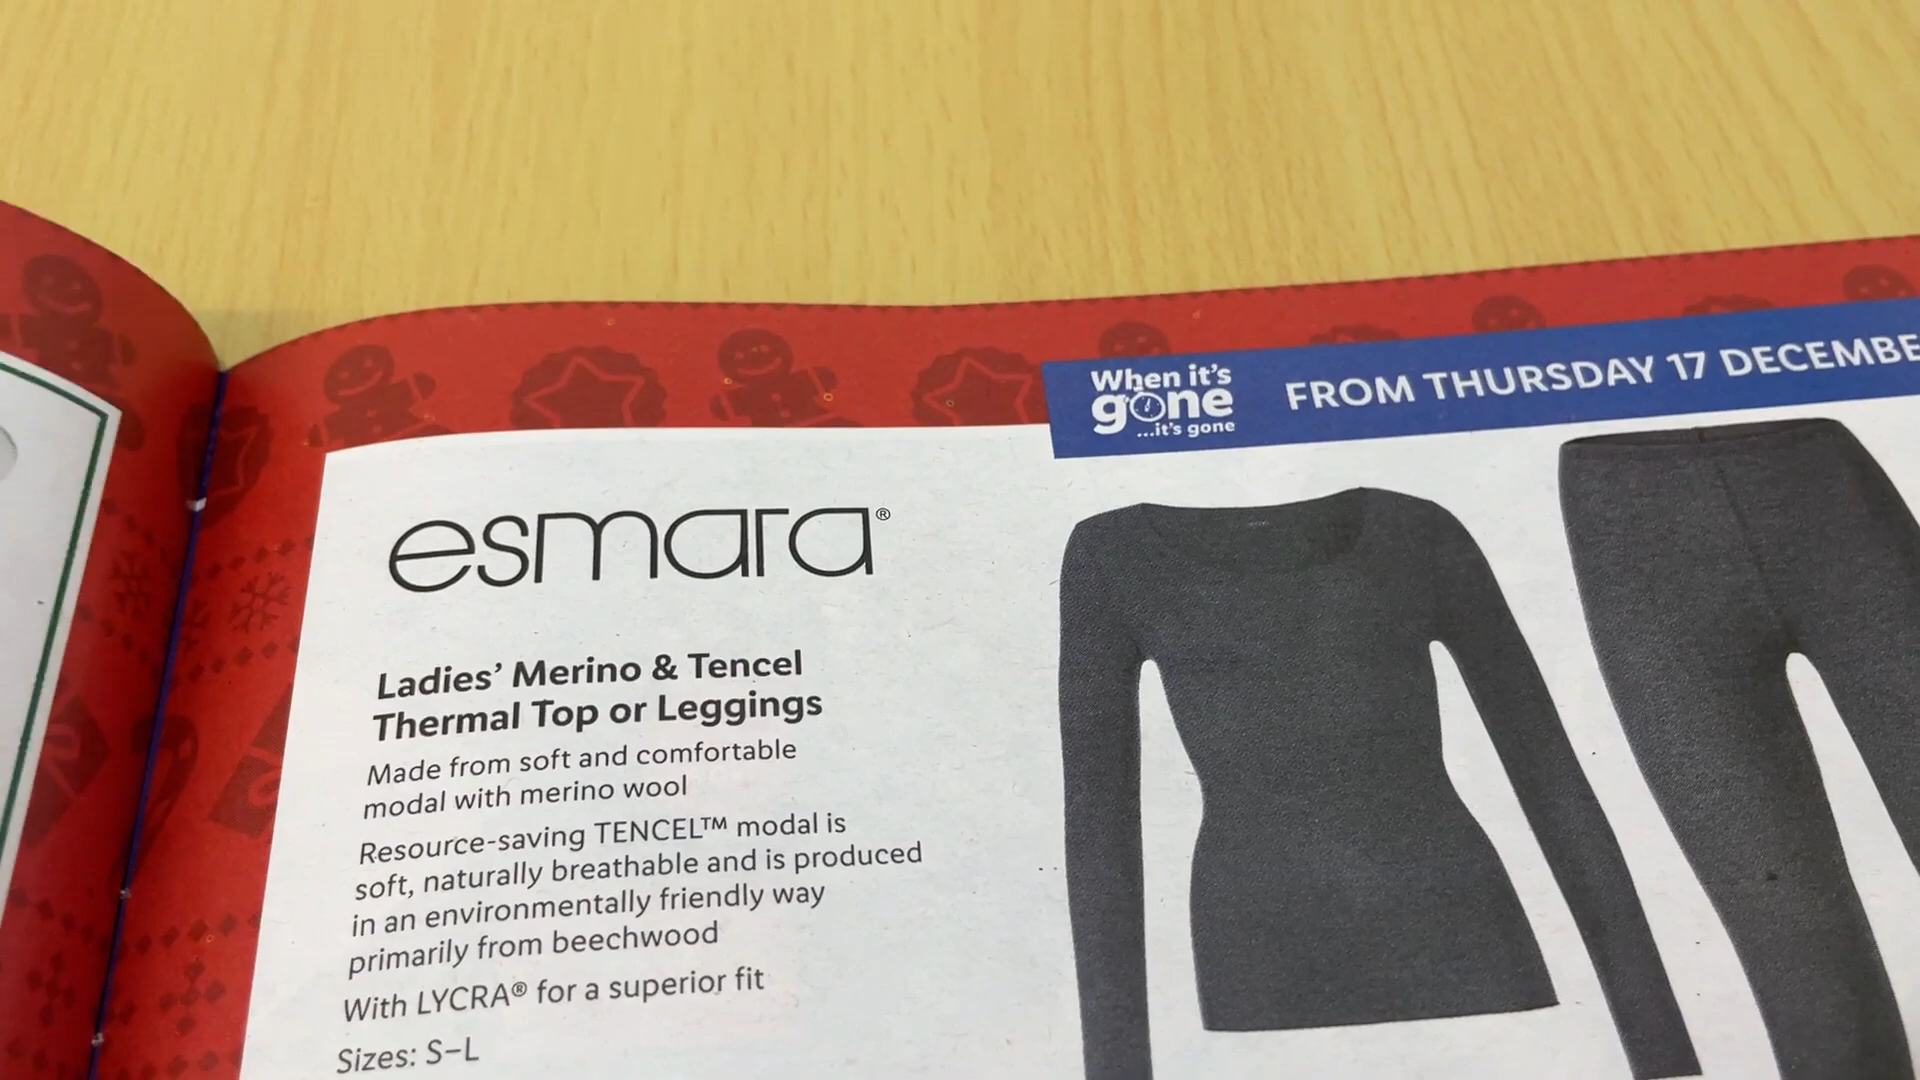 When it's
gone
...it's gone
FROM THURSDAY 17 DECEMBE
esmara®
Ladies' Merino & Tencel
Thermal Top or Leggings
Made from soft and comfortable
modal with merino wool
Resource-saving TENCEL™ modal is
soft, naturally breathable and is produced
in an environmentally friendly way
primarily from beechwood
With LYCRA® for a superior fit
Sizes: S–L